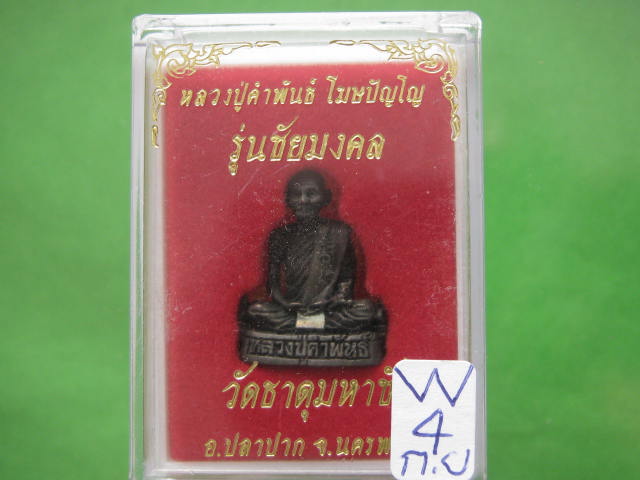 หลวงปู่คำพันธ์ โฆษปัญโญ
รุ่นชัยมงคล
หลวงปู่คำพันธ์
วัดธาตุมหาชั
อ.ปลาปาก จ.นครพ
W
4
ก.ย